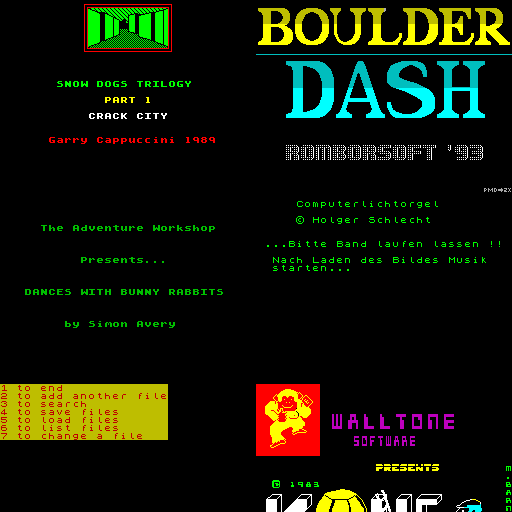 SNOW DOGS TRILOGY
PART 1
CRACK CITY
Garry Cappuccini 1989
BOULDER
DASH
ROMBORSOFT '93
PMD⇒ZX
Computerlichtorgel
© Holger Schlecht
...Bitte Band laufen lassen !!
Nach Laden des Bildes Musik
starten...
The Adventure Workshop
Presents...
DANCES WITH BUNNY RABBITS
by Simon Avery
1 to end
2 to add another file
3 to search
4 to save files
5 to load files
6 to list files
7 to change a file
WALLTONE
SOFTWARE
PRESENTS
© 1983